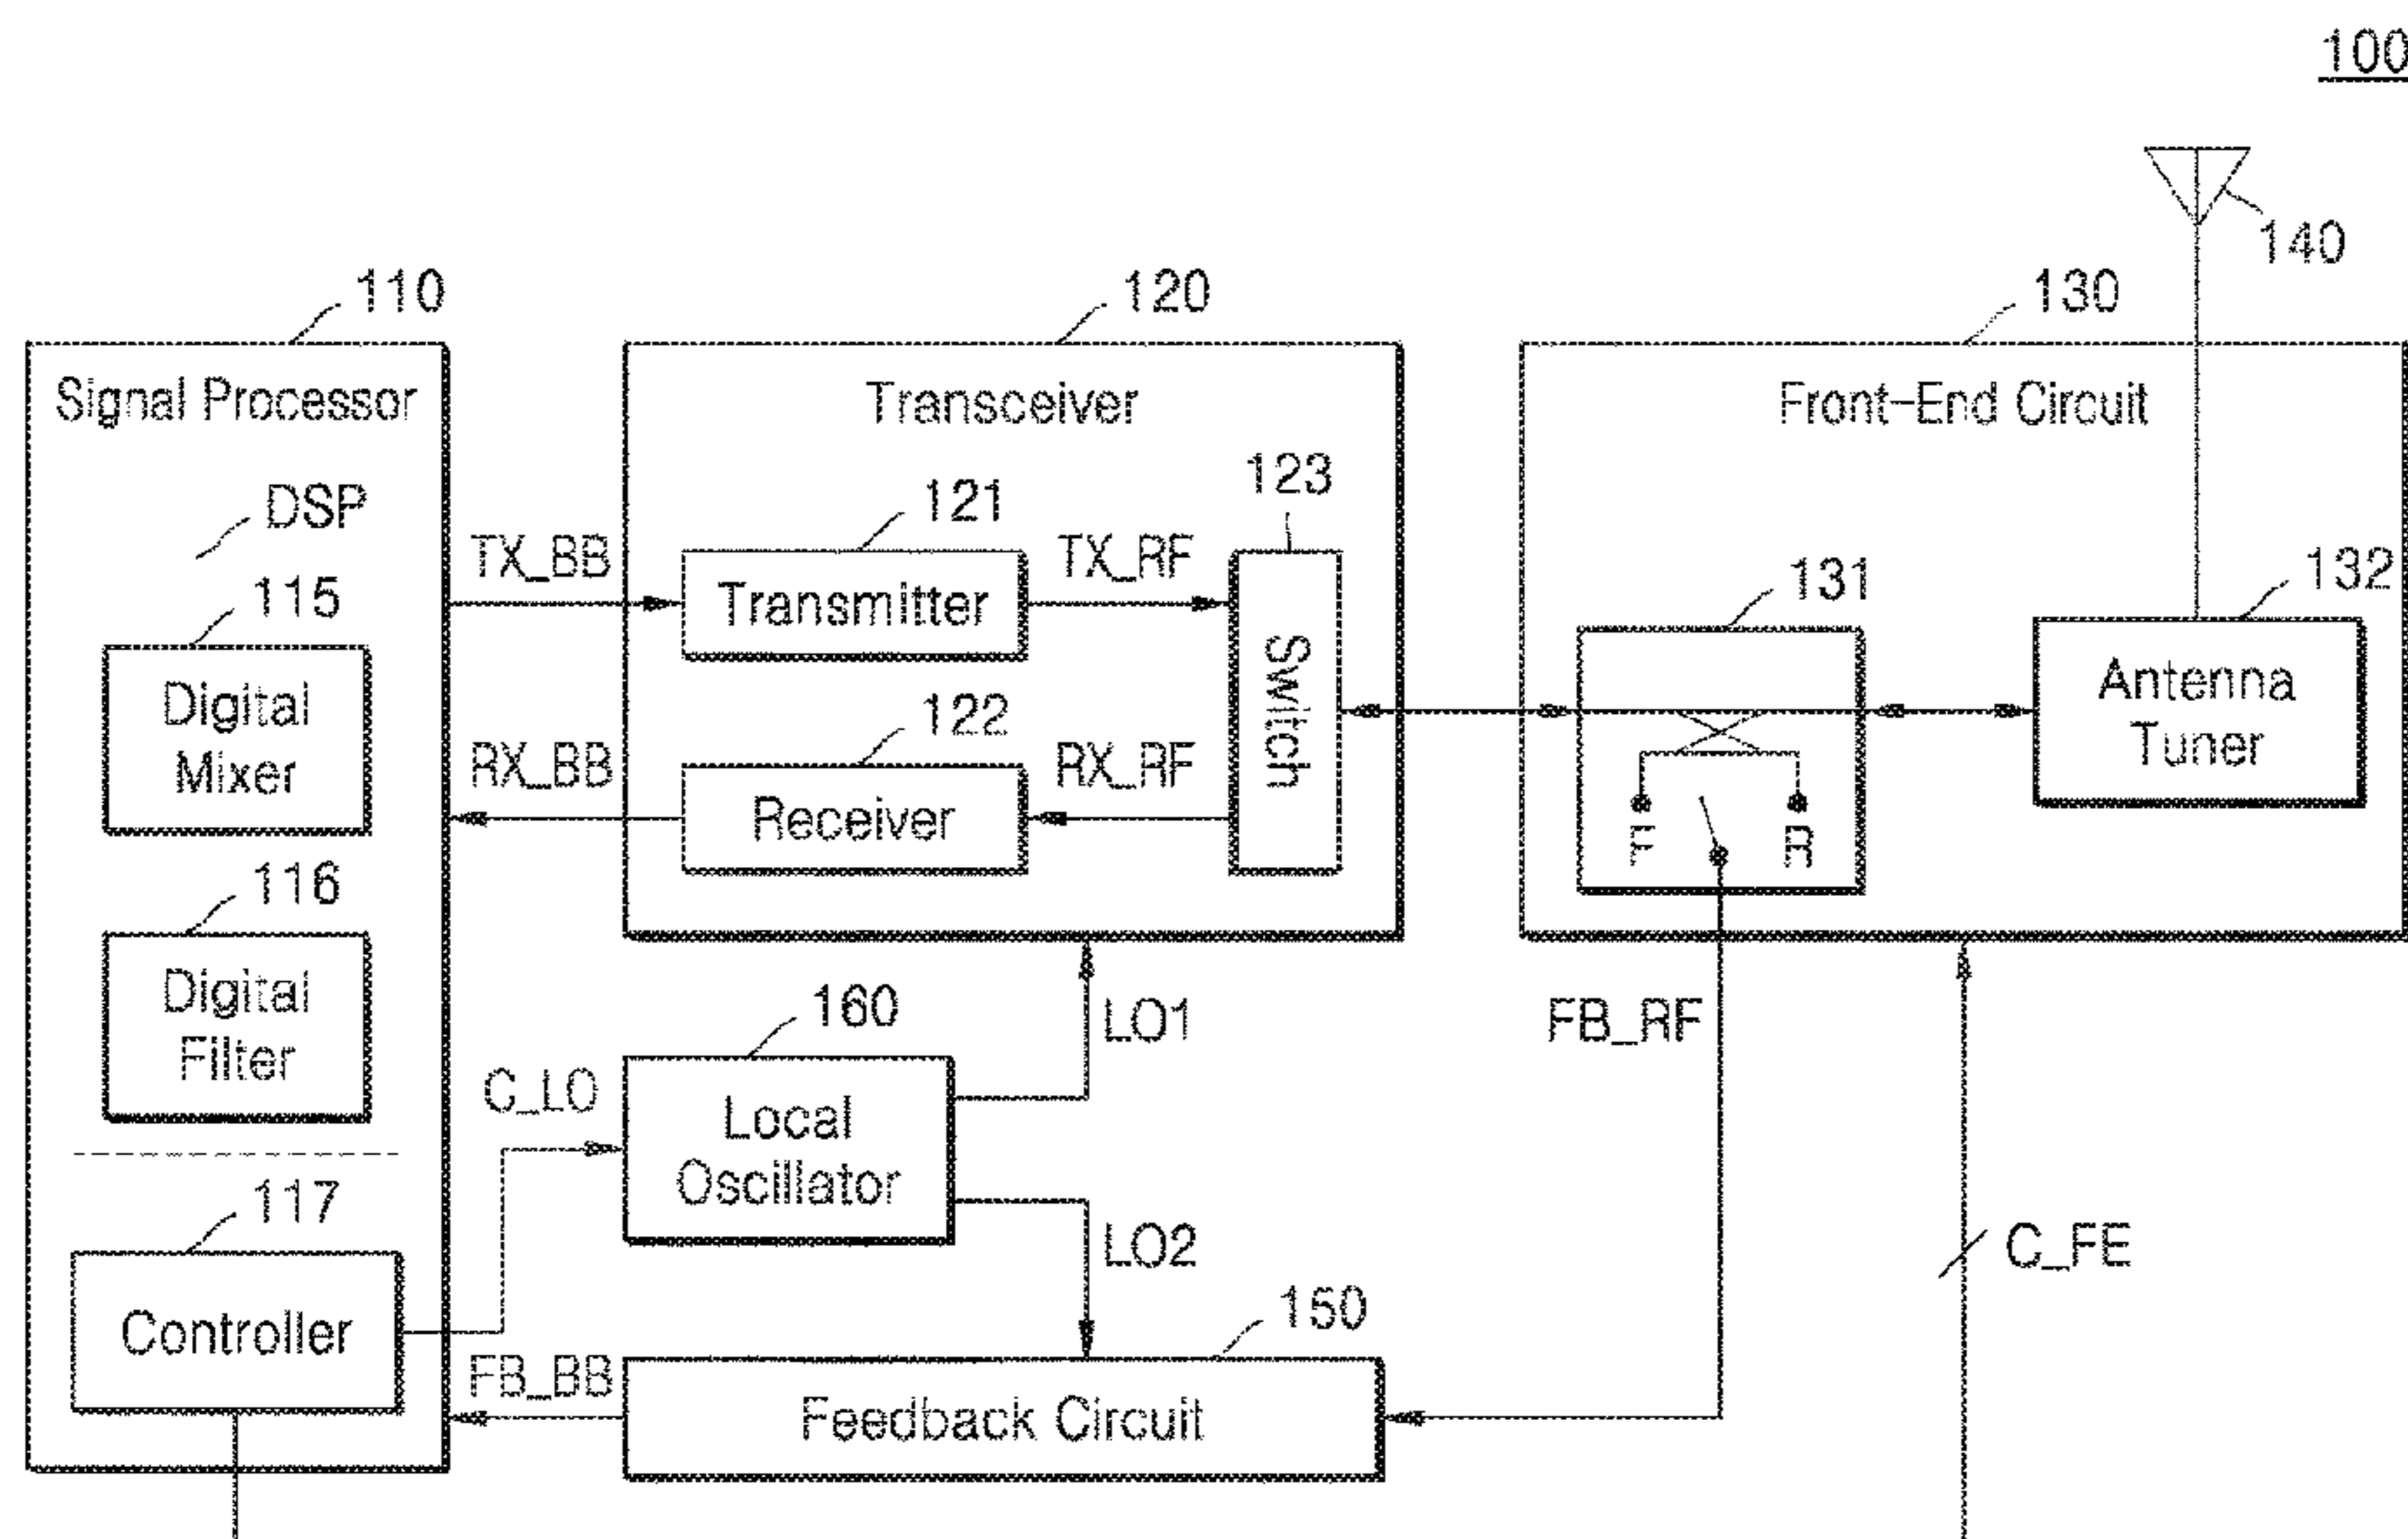 100
140
110
120
130
Signal Processor
Transceiver
Front-End Circuit
DSP
121
123
TX_BB
Transmitter
TX_RF
Switch
131
132
115
Digital
Mixer
Antenna
Tuner
RX_BB
122
Receiver
RX_RF
F
R
116
Digital
Filter
160
LO1
FB_RF
C_LO
Local
Oscillator
117
LO2
C_FE
Controller
150
FB_BB
Feedback Circuit